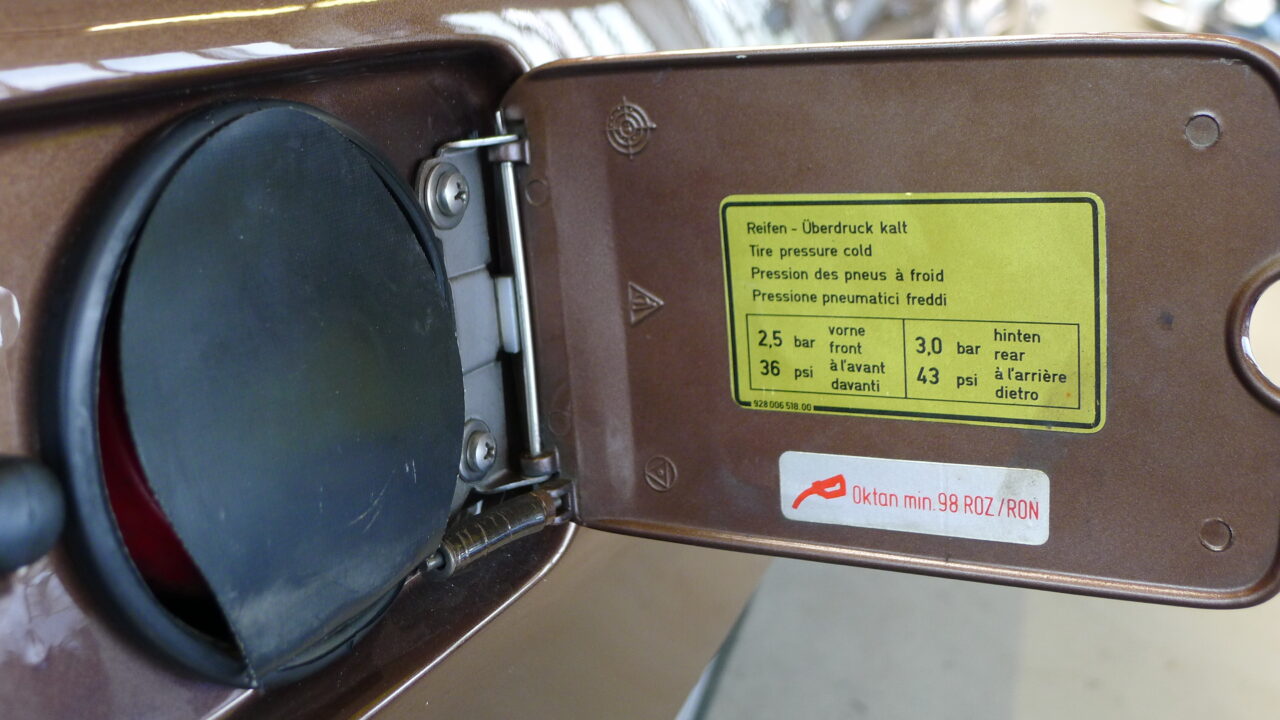 Reifen - Überdruck kalt
Tire pressure cold
Pression des pneus à froid
Pressione pneumatici freddi
2,5 bar vorne front
36 psi à l'avant davanti
3,0 bar hinten rear
43 psi à l'arrière dietro
928 006 518.00
Oktan min. 98 ROZ/RON